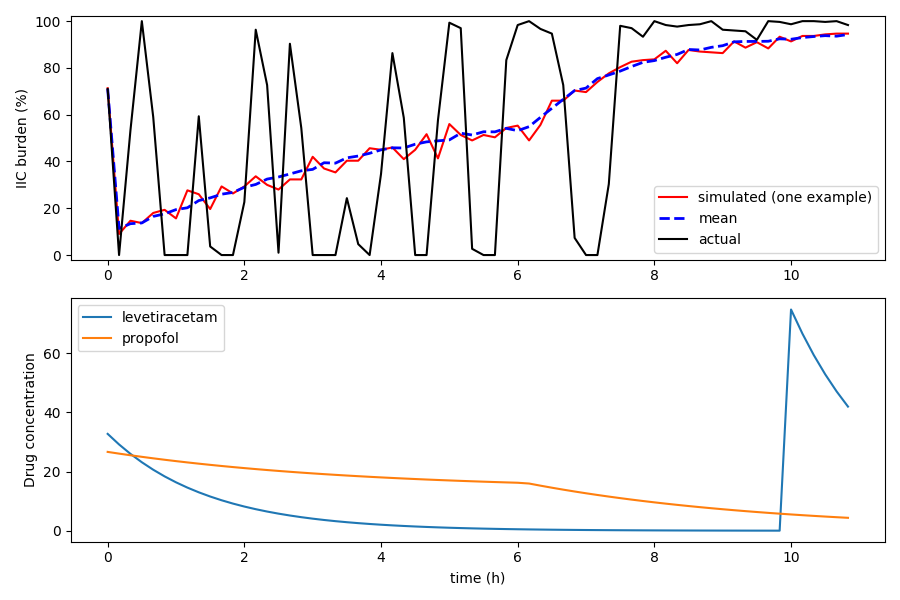 100
80
60
40
20
0
IIC burden (%)
simulated (one example)
mean
actual
0 2 4 6 8 10
levetiracetam
propofol
60
40
20
0
Drug concentration
0 2 4 6 8 10
time (h)